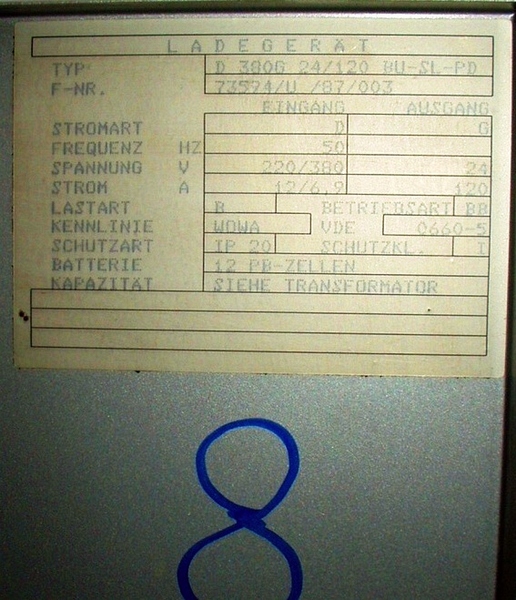 LADEGERÄT
TYP D 380G 24/120 BU-SL-PD
F-NR. 73594/U /87/003
EINGANG AUSGANG
STROMART D G
FREQUENZ HZ 50
SPANNUNG V 220/380 24
STROM A 12/6.9 120
LASTART B BETRIEBSART BB
KENNLINIE WOWA VDE 0660-5
SCHUTZART IP 20 SCHUTZKL. I
BATTERIE 12 PB-ZELLEN
KAPAZITÄT SIEHE TRANSFORMATOR
8